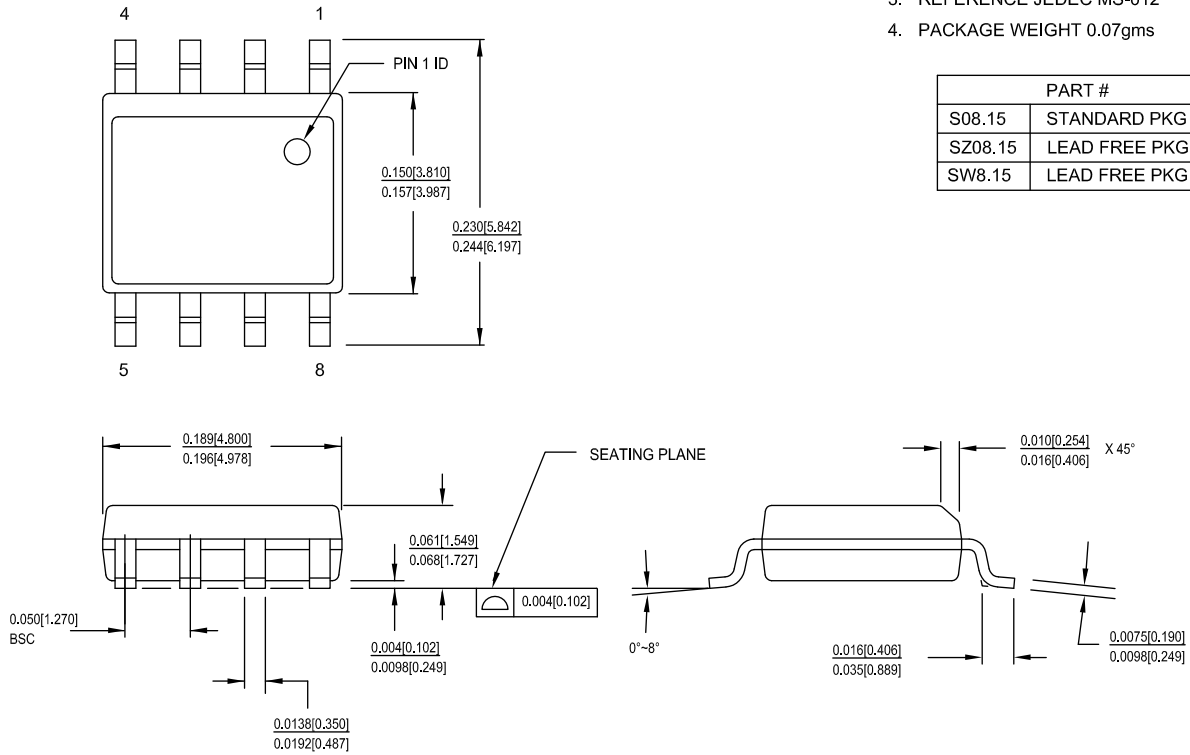 3. REFERENCE JEDEC MS-012
4. PACKAGE WEIGHT 0.07gms
PART #
S08.15 STANDARD PKG
SZ08.15 LEAD FREE PKG
SW8.15 LEAD FREE PKG
4 1
PIN 1 ID
0.150[3.810]
0.157[3.987]
0.230[5.842]
0.244[6.197]
5 8
0.189[4.800]
0.196[4.978]
SEATING PLANE
0.010[0.254]
0.016[0.406]
X 45°
0.061[1.549]
0.068[1.727]
0.004[0.102]
0.050[1.270]
BSC
0.004[0.102]
0.0098[0.249]
0°~8°
0.016[0.406]
0.035[0.889]
0.0075[0.190]
0.0098[0.249]
0.0138[0.350]
0.0192[0.487]